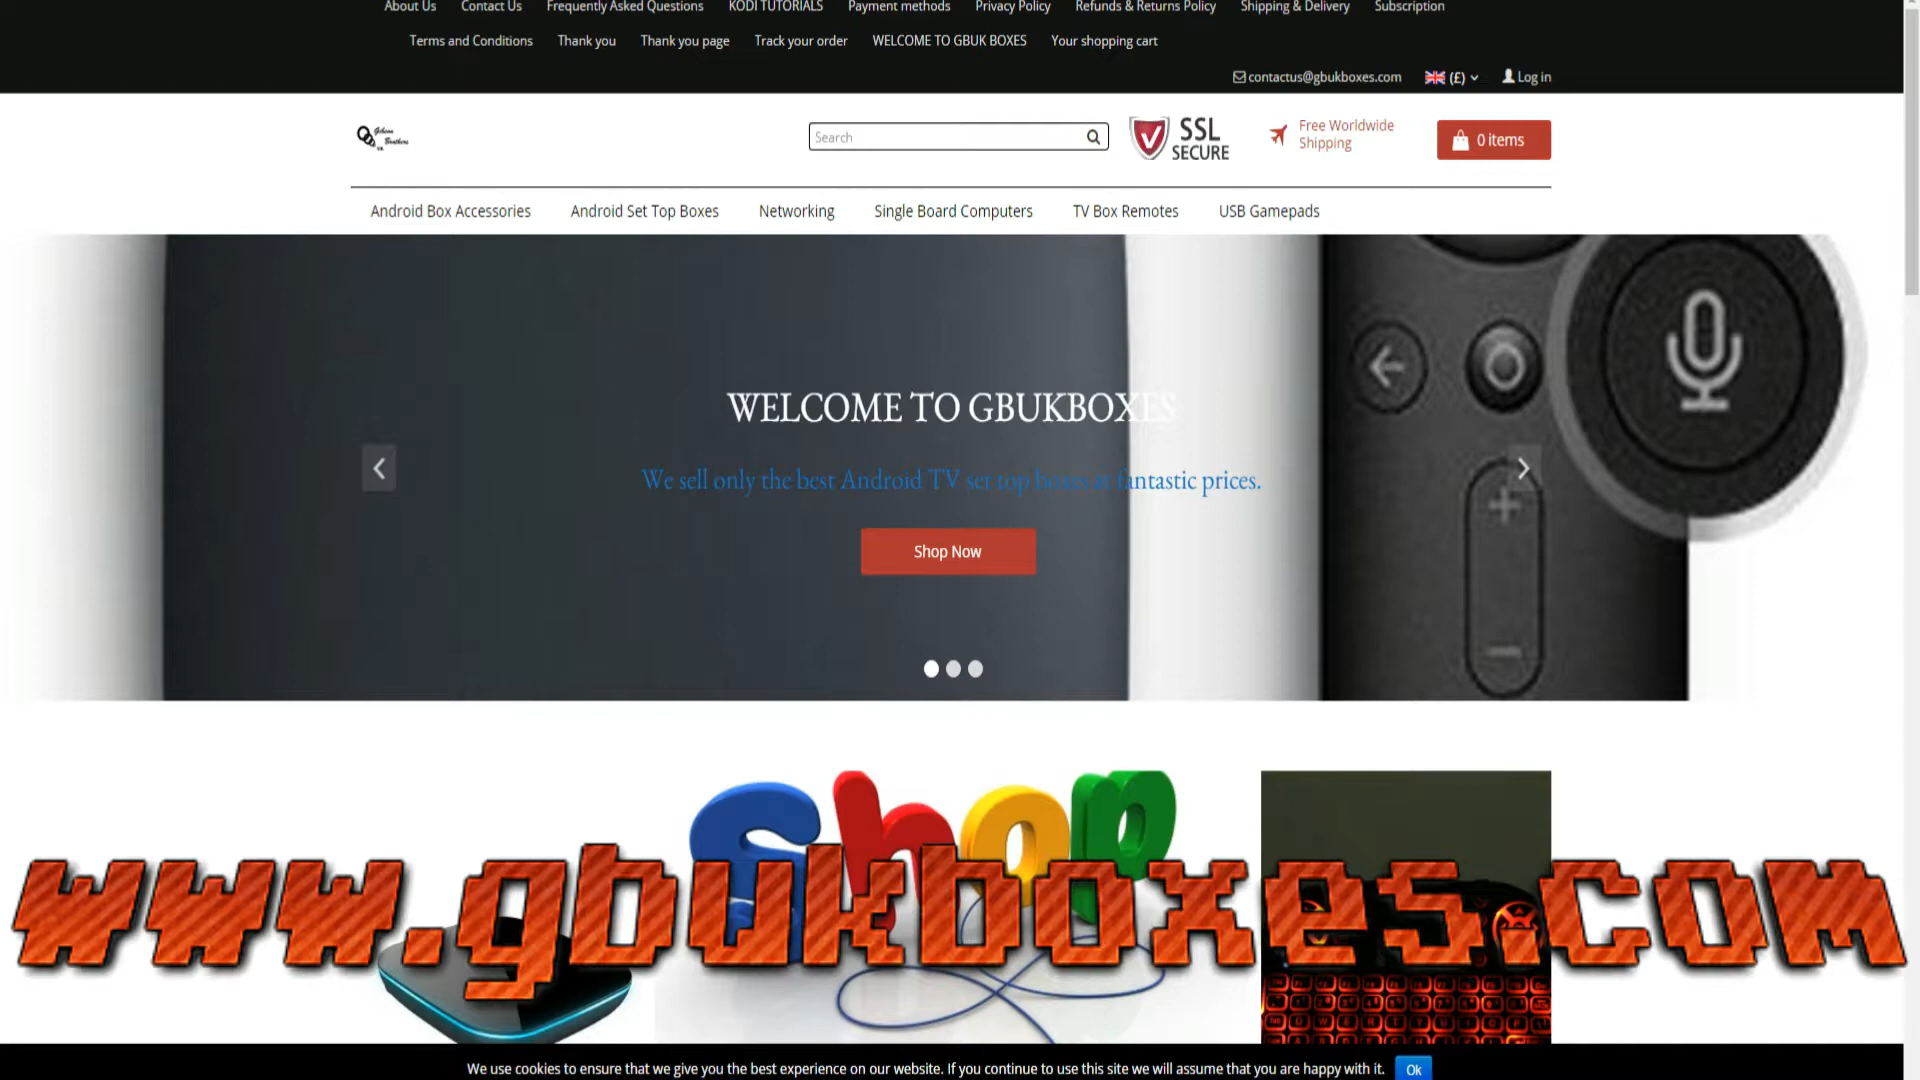 About Us Contact Us Frequently Asked Questions KODI TUTORIALS Payment methods Privacy Policy Refunds & Returns Policy Shipping & Delivery Subscription
Terms and Conditions Thank you Thank you page Track your order WELCOME TO GBUK BOXES Your shopping cart
contactus@gbukboxes.com (£) Log in
Gibson Brothers
Search
SSL SECURE
Free Worldwide Shipping
0 items
Android Box Accessories Android Set Top Boxes Networking Single Board Computers TV Box Remotes USB Gamepads
WELCOME TO GBUKBOXES
We sell only the best Android TV set top boxes at fantastic prices.
Shop Now
Shop
www.gbukboxes.com
We use cookies to ensure that we give you the best experience on our website. If you continue to use this site we will assume that you are happy with it. Ok